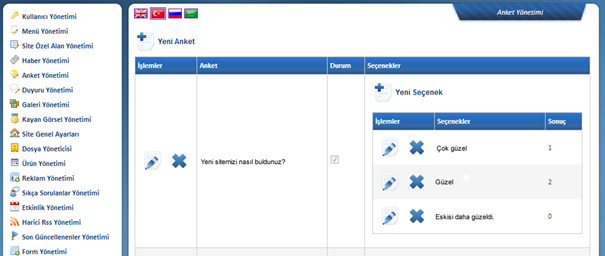 Kullanıcı Yönetimi
Menü Yönetimi
Site Özel Alan Yönetimi
Haber Yönetimi
Anket Yönetimi
Duyuru Yönetimi
Galeri Yönetimi
Kayan Görsel Yönetimi
Site Genel Ayarları
Dosya Yöneticisi
Ürün Yönetimi
Reklam Yönetimi
Sıkça Sorulanlar Yönetimi
Etkinlik Yönetimi
Harici Rss Yönetimi
Son Güncellenenler Yönetimi
Form Yönetimi
Anket Yönetimi
Yeni Anket
İşlemler Anket Durum Seçenekler
Yeni sitemizi nasıl buldunuz?
Yeni Seçenek
İşlemler Seçenekler Sonuç
Çok güzel 1
Güzel 2
Eskisi daha güzeldi. 0